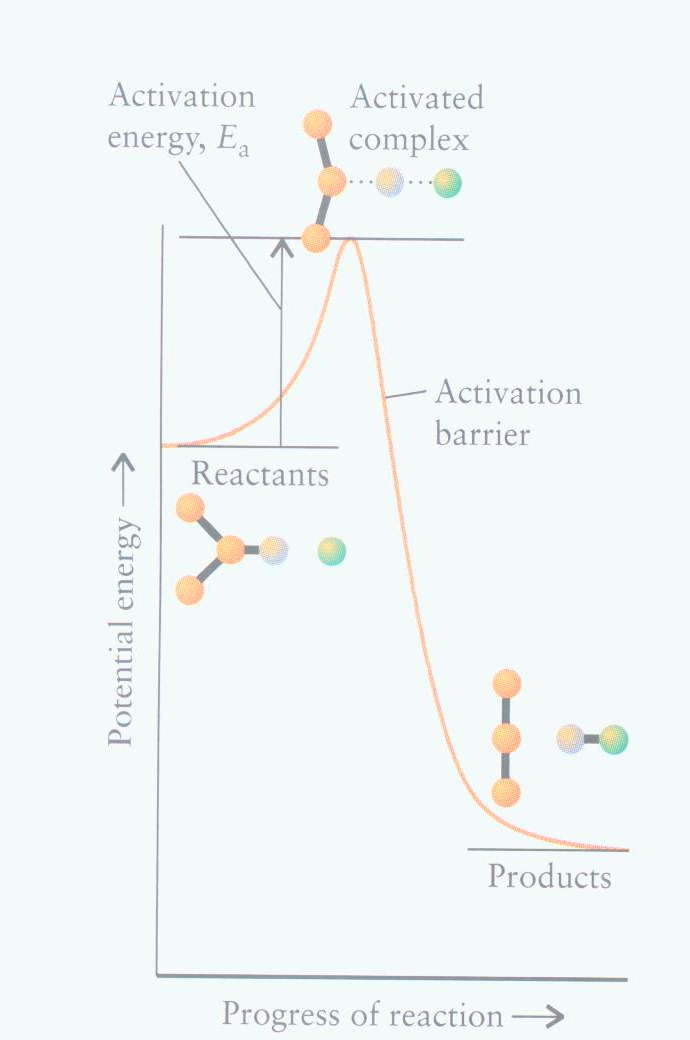 Activation
energy, Ea
Activated
complex
Activation
barrier
Reactants
Potential energy
Products
Progress of reaction